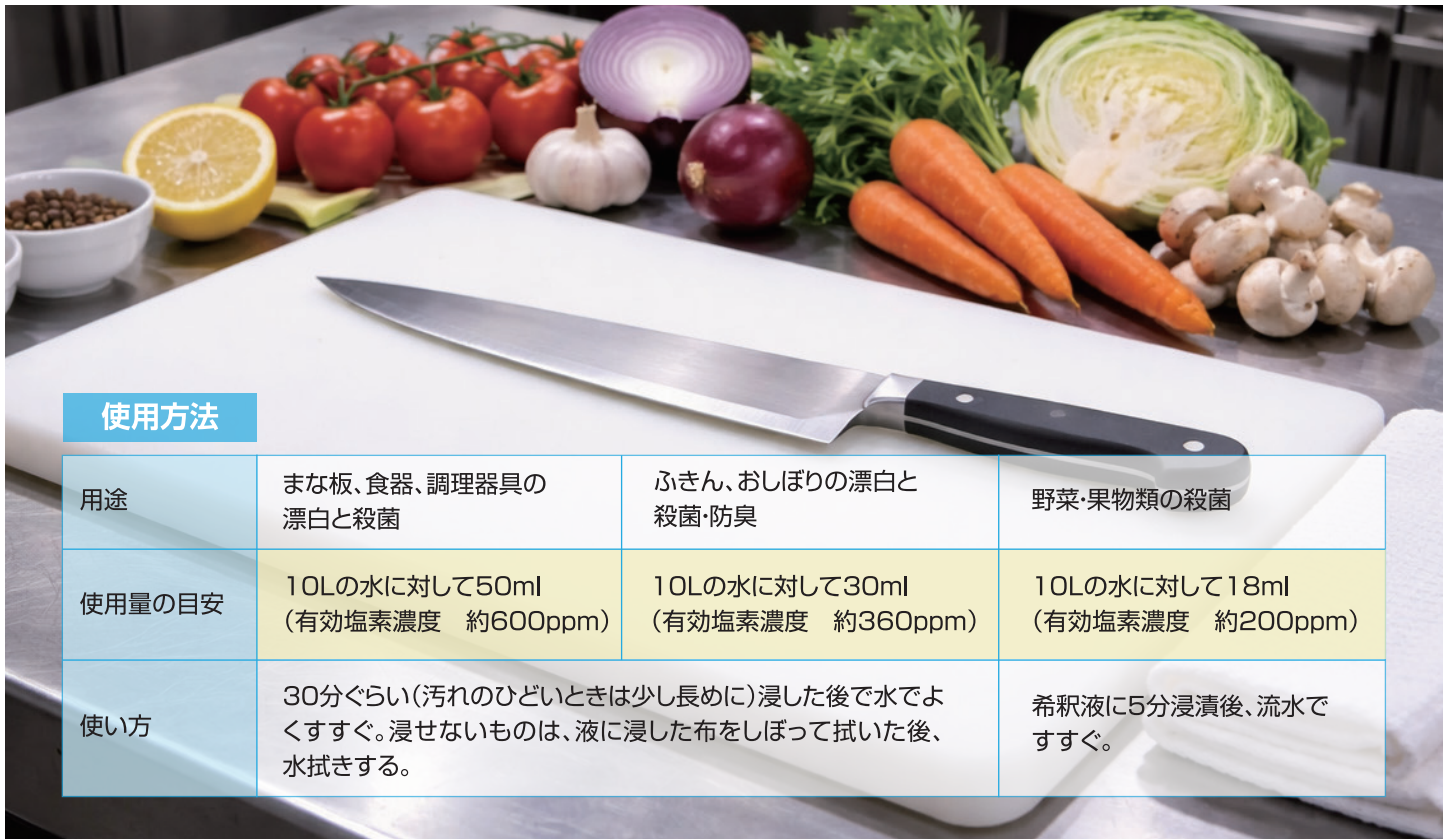 使用方法
用途
まな板、食器、調理器具の
漂白と殺菌
ふきん、おしぼりの漂白と
殺菌・防臭
野菜・果物類の殺菌
使用量の目安
10Lの水に対して50ml
（有効塩素濃度　約600ppm）
10Lの水に対して30ml
（有効塩素濃度　約360ppm）
10Lの水に対して18ml
（有効塩素濃度　約200ppm）
使い方
30分ぐらい（汚れのひどいときは少し長めに）浸した後で水でよ
くすすぐ。浸せないものは、液に浸した布をしぼって拭いた後、
水拭きする。
希釈液に5分浸漬後、流水で
すすぐ。